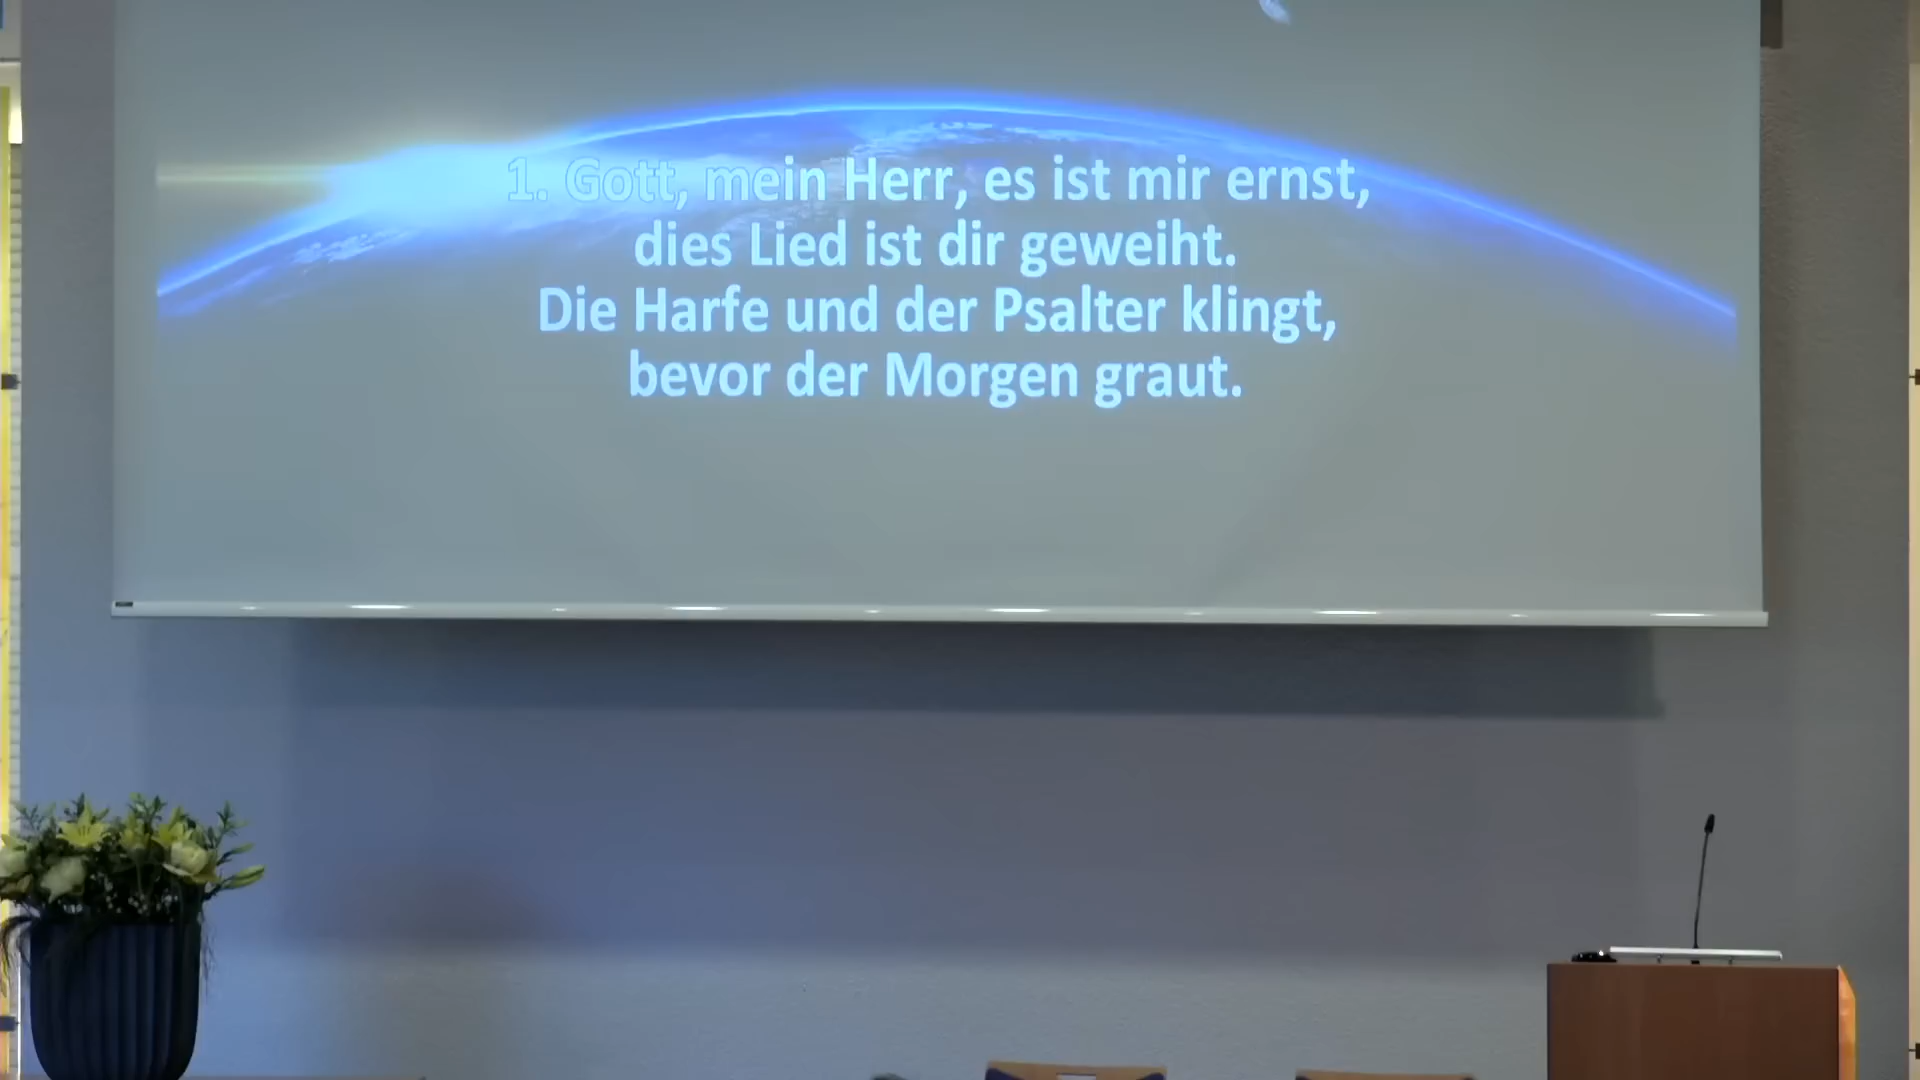 1. Gott, mein Herr, es ist mir ernst,
dies Lied ist dir geweiht.
Die Harfe und der Psalter klingt,
bevor der Morgen graut.